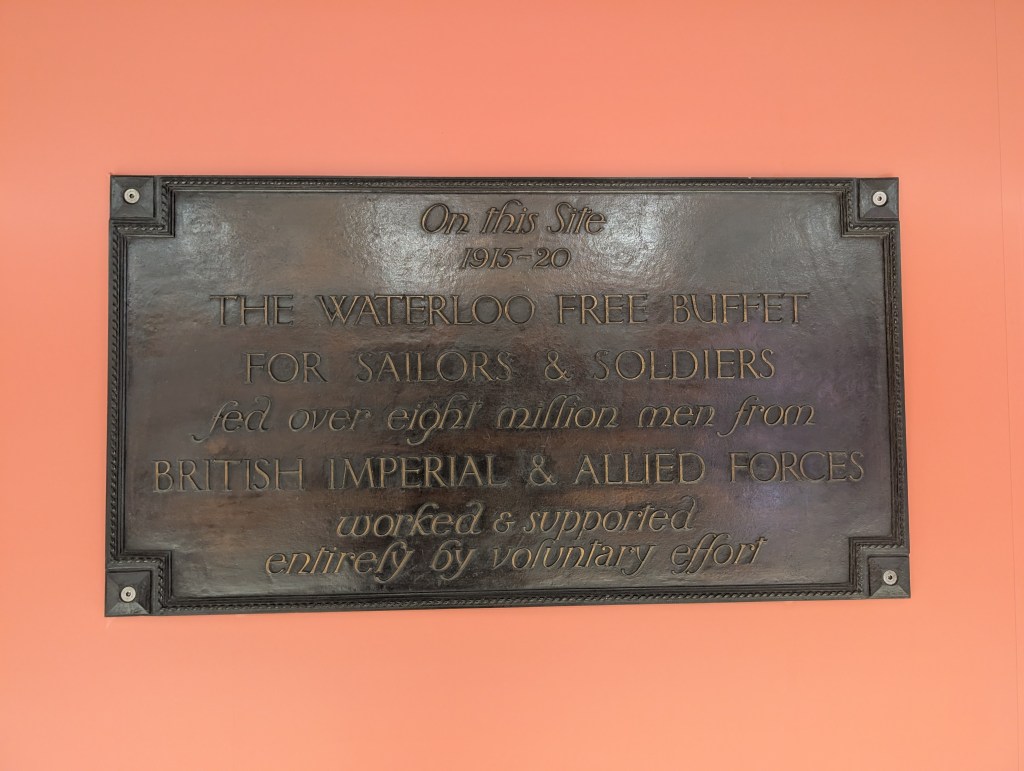 On this Site
1915-20
THE WATERLOO FREE BUFFET
FOR SAILORS & SOLDIERS
fed over eight million men from
BRITISH IMPERIAL & ALLIED FORCES
worked & supported
entirely by voluntary effort